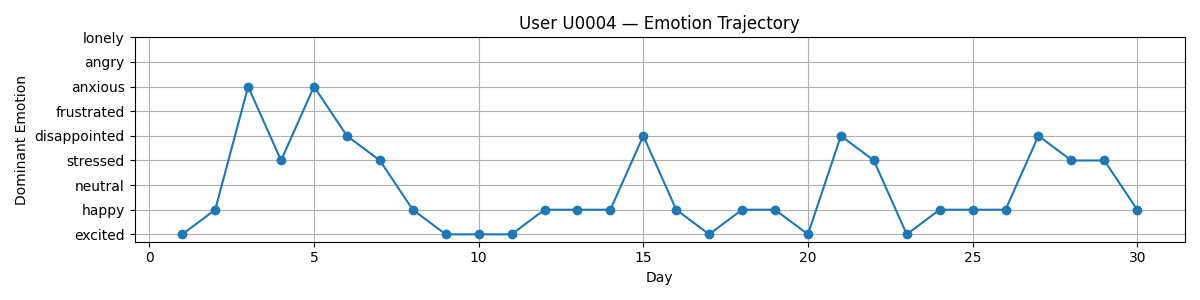 User U0004 — Emotion Trajectory
Dominant Emotion
lonely
angry
anxious
frustrated
disappointed
stressed
neutral
happy
excited
0 5 10 15 20 25 30
Day